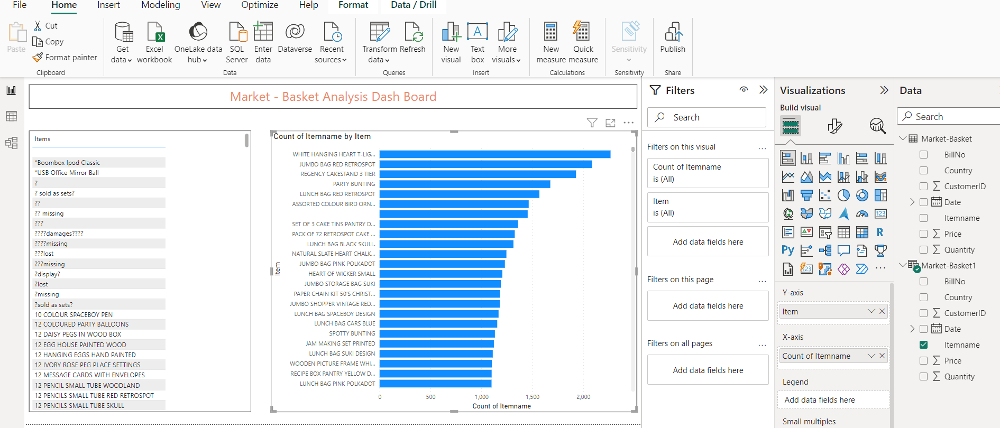 File Home Insert Modeling View Optimize Help Format Data / Drill
Paste
Cut
Copy
Format painter
Clipboard
Get data
Excel workbook
OneLake data hub
SQL Server
Enter data
Dataverse
Recent sources
Data
Transform data
Refresh
Queries
New visual
Text box
More visuals
Insert
New measure
Quick measure
Calculations
Sensitivity
Sensitivity
Publish
Share
Market - Basket Analysis Dash Board
Items
*Boombox Ipod Classic
*USB Office Mirror Ball
?
? sold as sets?
??
?? missing
???
????damages????
????missing
???lost
???missing
?display?
?lost
?missing
?sold as sets?
10 COLOUR SPACEBOY PEN
12 COLOURED PARTY BALLOONS
12 DAISY PEGS IN WOOD BOX
12 EGG HOUSE PAINTED WOOD
12 HANGING EGGS HAND PAINTED
12 IVORY ROSE PEG PLACE SETTINGS
12 MESSAGE CARDS WITH ENVELOPES
12 PENCIL SMALL TUBE WOODLAND
12 PENCILS SMALL TUBE RED RETROSPOT
12 PENCILS SMALL TUBE SKULL
Count of Itemname by Item
Item
WHITE HANGING HEART T-LIG...
JUMBO BAG RED RETROSPOT
REGENCY CAKESTAND 3 TIER
PARTY BUNTING
LUNCH BAG RED RETROSPOT
ASSORTED COLOUR BIRD ORN...
SET OF 3 CAKE TINS PANTRY D...
PACK OF 72 RETROSPOT CAKE ...
LUNCH BAG BLACK SKULL.
NATURAL SLATE HEART CHALK...
JUMBO BAG PINK POLKADOT
HEART OF WICKER SMALL
JUMBO STORAGE BAG SUKI
PAPER CHAIN KIT 50'S CHRIST...
JUMBO SHOPPER VINTAGE RED...
LUNCH BAG SPACEBOY DESIGN
LUNCH BAG CARS BLUE
SPOTTY BUNTING
JAM MAKING SET PRINTED
LUNCH BAG SUKI DESIGN
WOODEN PICTURE FRAME WHI...
RECIPE BOX PANTRY YELLOW D...
LUNCH BAG PINK POLKADOT
0 500 1,000 1,500 2,000
Count of Itemname
Filters
Search
Filters on this visual
Count of Itemname
is (All)
Item
is (All)
Add data fields here
Filters on this page
Add data fields here
Filters on all pages
Add data fields here
Visualizations
Build visual
123
R
Py
123
Y-axis
Item
X-axis
Count of Itemname
Legend
Add data fields here
Small multiples
Data
Search
Market-Basket
BillNo
Country
CustomerID
Date
Itemname
Price
Quantity
Market-Basket1
BillNo
Country
CustomerID
Date
Itemname
Price
Quantity